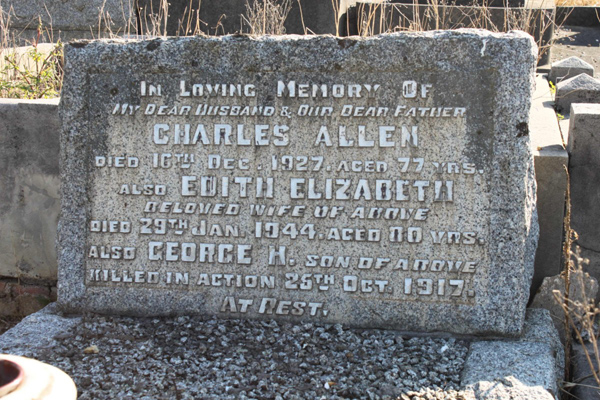 IN LOVING MEMORY OF
MY DEAR HUSBAND & OUR DEAR FATHER
CHARLES ALLEN
DIED 16TH DEC. 1927, AGED 77 YRS.
ALSO EDITH ELIZABETH
BELOVED WIFE OF ABOVE
DIED 29TH JAN. 1944, AGED 80 YRS.
ALSO GEORGE H. SON OF ABOVE
KILLED IN ACTION 25TH OCT. 1917.
AT REST.